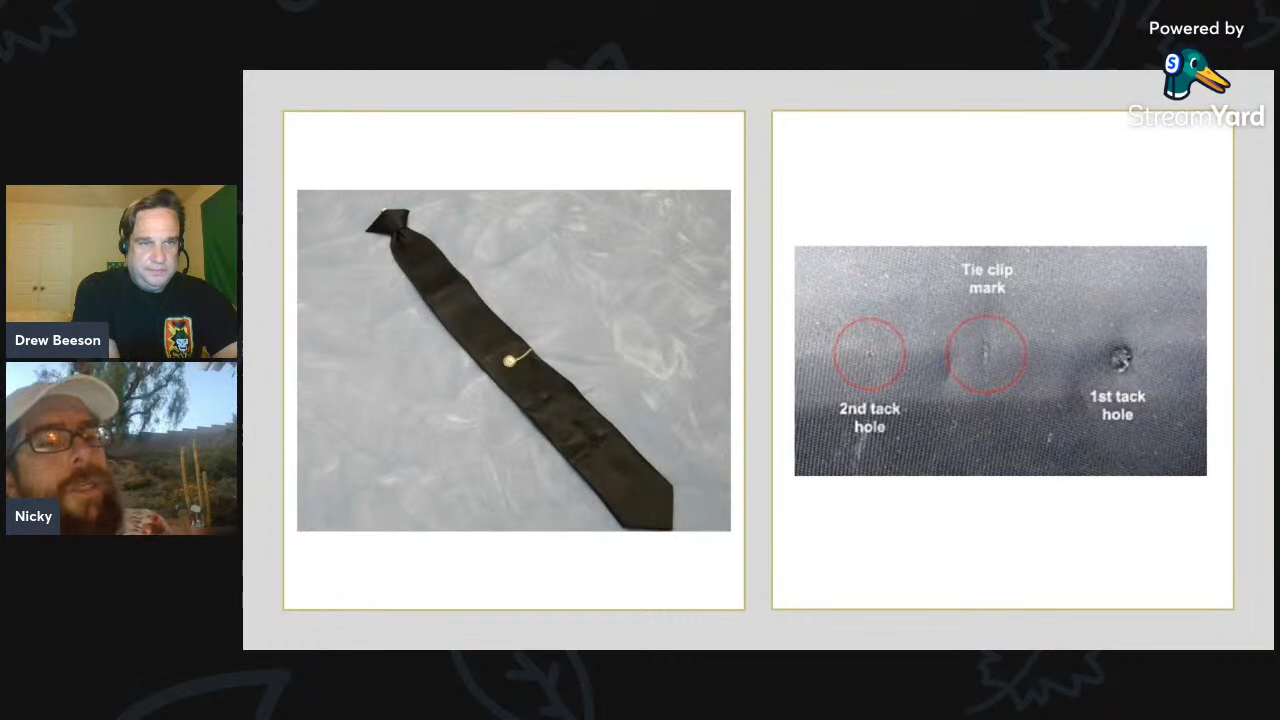 Powered by
S
StreamYard
Drew Beeson
Nicky
Tie clip
mark
2nd tack
hole
1st tack
hole